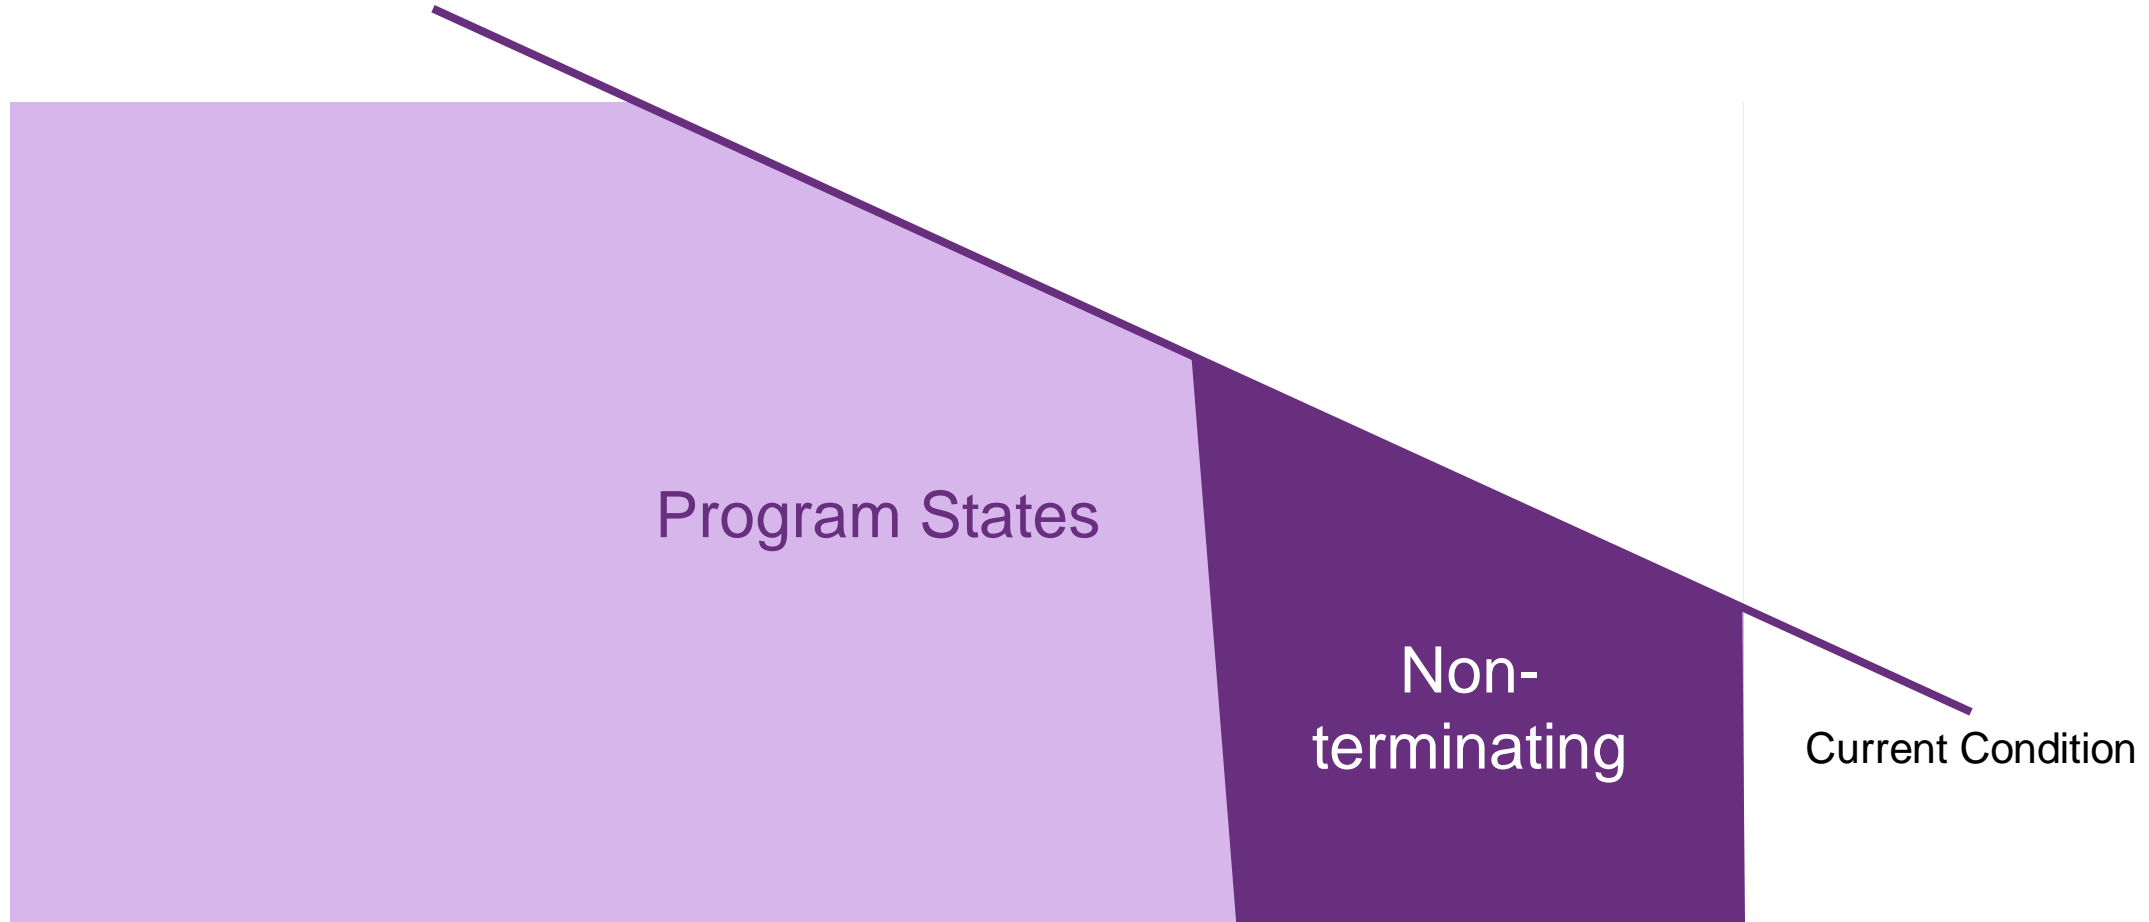 Program States
Non-
terminating
Current Condition